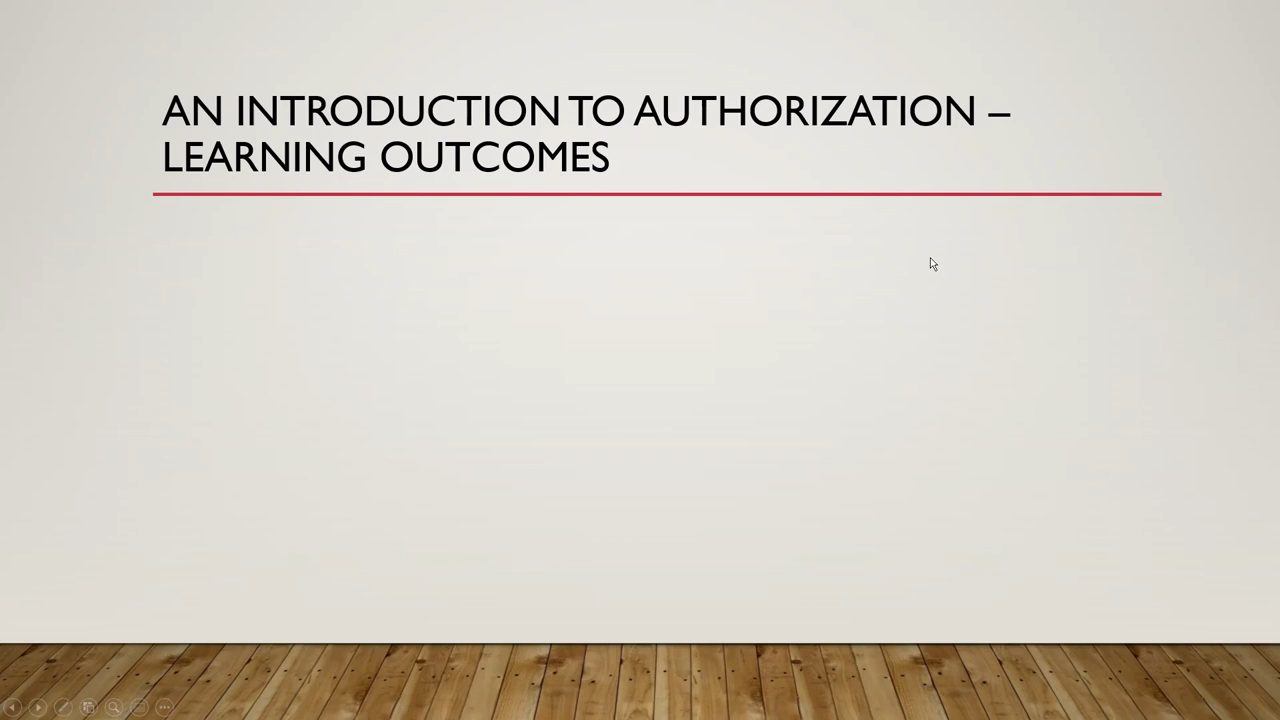 AN INTRODUCTION TO AUTHORIZATION –
LEARNING OUTCOMES